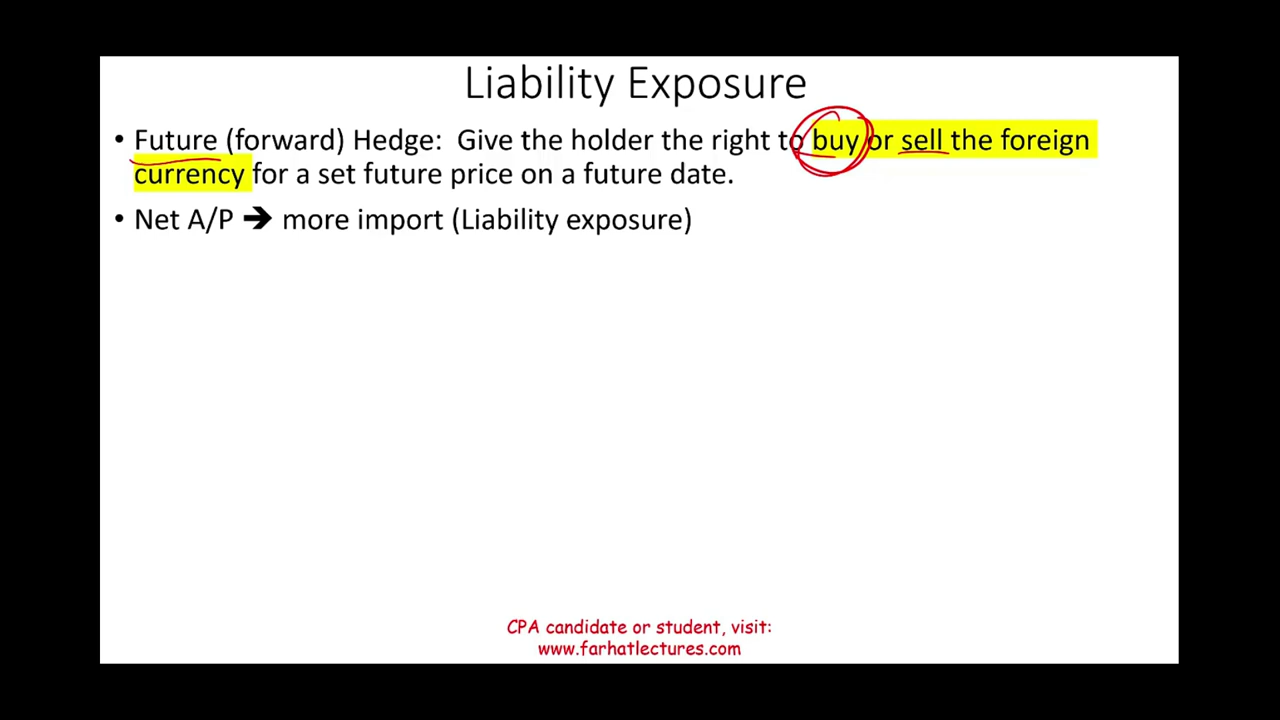 Liability Exposure
• Future (forward) Hedge: Give the holder the right to buy or sell the foreign
currency for a set future price on a future date.
• Net A/P ➔ more import (Liability exposure)
CPA candidate or student, visit:
www.farhatlectures.com